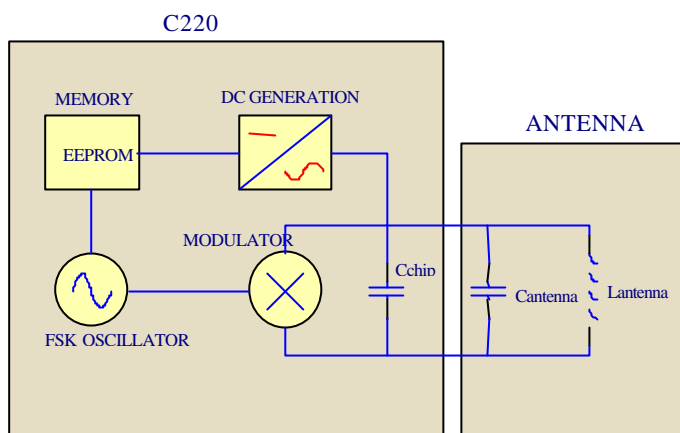 C220
MEMORY
DC GENERATION
ANTENNA
EEPROM
MODULATOR
Cchip
Cantenna
Lantenna
FSK OSCILLATOR